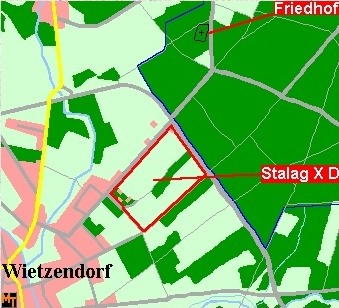 Friedhof
Stalag X D
Wietzendorf